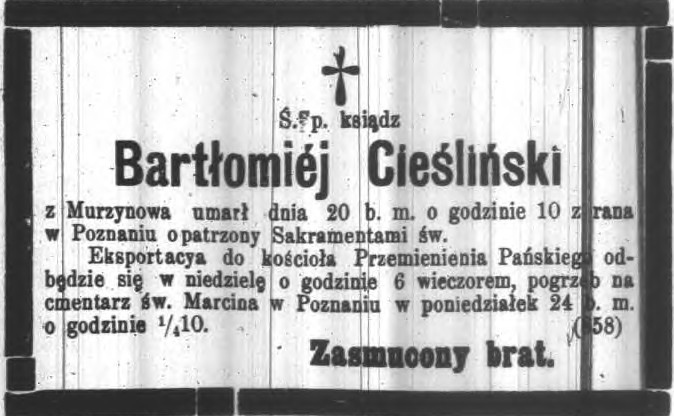 Ś. p. ksiądz
Bartłomiéj Cieśliński
z Murzynowa umarł dnia 20 b. m. o godzinie 10 z rana
w Poznaniu opatrzony Sakramentami św.
Eksportacya do kościoła Przemienienia Pańskiego od-
będzie się w niedzielę o godzinie 6 wieczorem, pogrzeb na
cmentarz św. Marcina w Poznaniu w poniedziałek 24 b. m.
o godzinie ¼10.
Zasmucony brat.